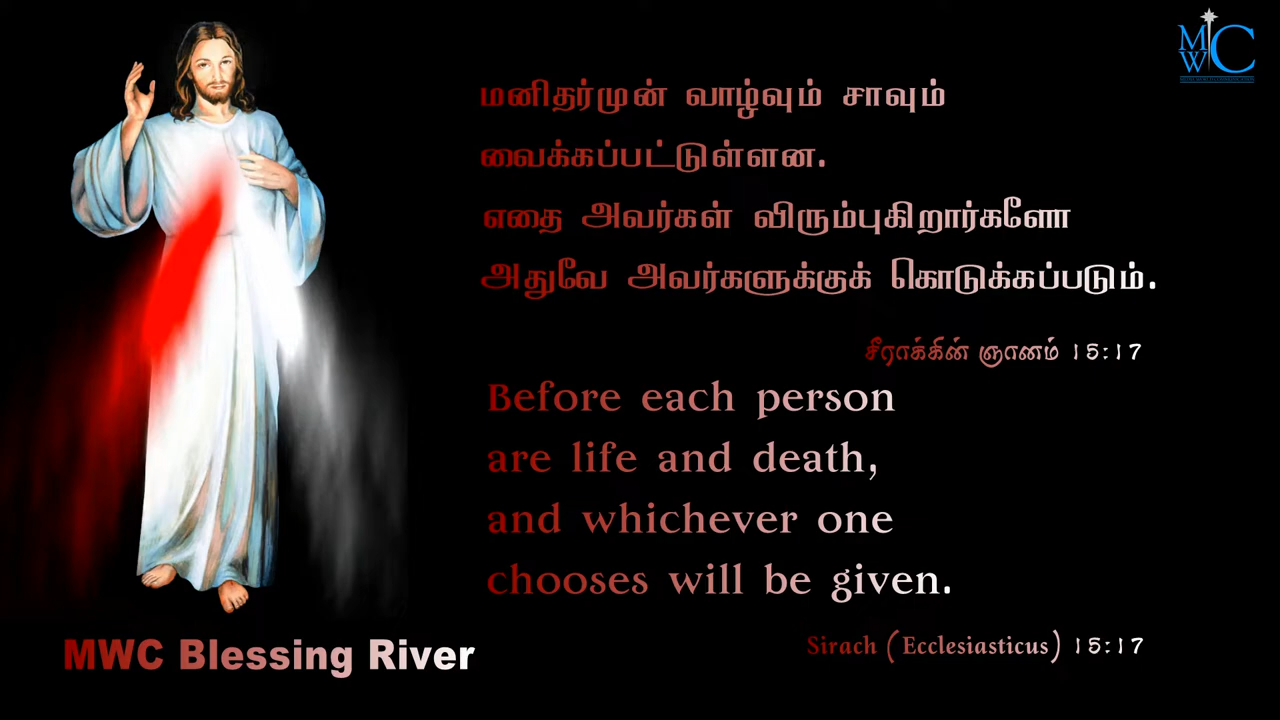 MWC
மனிதர்முன் வாழ்வும் சாவும்
வைக்கப்பட்டுள்ளன.
எதை அவர்கள் விரும்புகிறார்களோ
அதுவே அவர்களுக்குக் கொடுக்கப்படும்.
சீராக்கின் ஞானம் 15:17
Before each person
are life and death,
and whichever one
chooses will be given.
Sirach (Ecclesiasticus) 15:17
MWC Blessing River